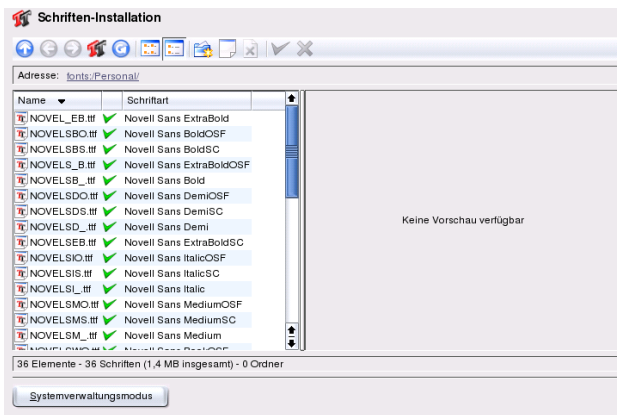 Schriften-Installation
Adresse: fonts:/Personal/
Name Schriftart
NOVEL_EB.ttf Novell Sans ExtraBold
NOVELSBO.ttf Novell Sans BoldOSF
NOVELSBS.ttf Novell Sans BoldSC
NOVELS_B.ttf Novell Sans ExtraBoldOSF
NOVELSB_.ttf Novell Sans Bold
NOVELSDO.ttf Novell Sans DemiOSF
NOVELSDS.ttf Novell Sans DemiSC
NOVELSD_.ttf Novell Sans Demi
NOVELSEB.ttf Novell Sans ExtraBoldSC
NOVELSIO.ttf Novell Sans ItalicOSF
NOVELSIS.ttf Novell Sans ItalicSC
NOVELSI_.ttf Novell Sans Italic
NOVELSMO.ttf Novell Sans MediumOSF
NOVELSMS.ttf Novell Sans MediumSC
NOVELSM_.ttf Novell Sans Medium
Keine Vorschau verfügbar
36 Elemente - 36 Schriften (1,4 MB insgesamt) - 0 Ordner
Systemverwaltungsmodus